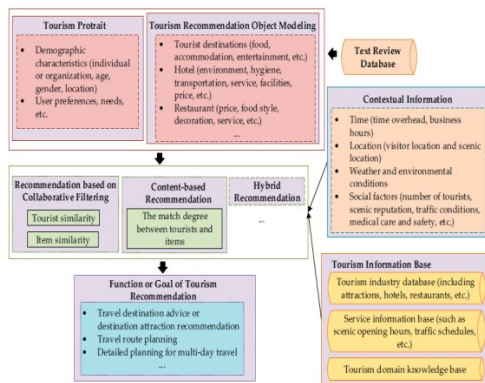 Tourism Protrait
• Demographic
characteristics (individual
or organization, age,
gender, location)
• User preferences, needs,
etc.
Tourism Recommendation Object Modeling
• Tourist destinations (food,
accommodation, entertainment, etc.)
• Hotel (environment, hygiene,
transportation, service, facilities,
price, etc.)
• Restaurant (price, food style,
decoration, service, etc.)
...
Text Review
Database
Contextual Information
• Time (time overhead, business
hours)
• Location (visitor location and scenic
location)
• Weather and environmental
conditions
• Social factors (number of tourists,
scenic reputation, traffic conditions,
medical care and safety, etc.)
Recommendation based on
Collaborative Filtering
Tourist similarity
Item similarity
Content-based
Recommendation
The match degree
between tourists and
items
Hybrid
Recommendation
...
Function or Goal of Tourism
Recommendation
• Travel destination advice or
destination attraction recommendation
• Travel route planning
• Detailed planning for multi-day travel
...
Tourism Information Base
Tourism industry database (including
attractions, hotels, restaurants, etc.)
Service information base (such as
scenic opening hours, traffic schedules,
etc.)
Tourism domain knowledge base